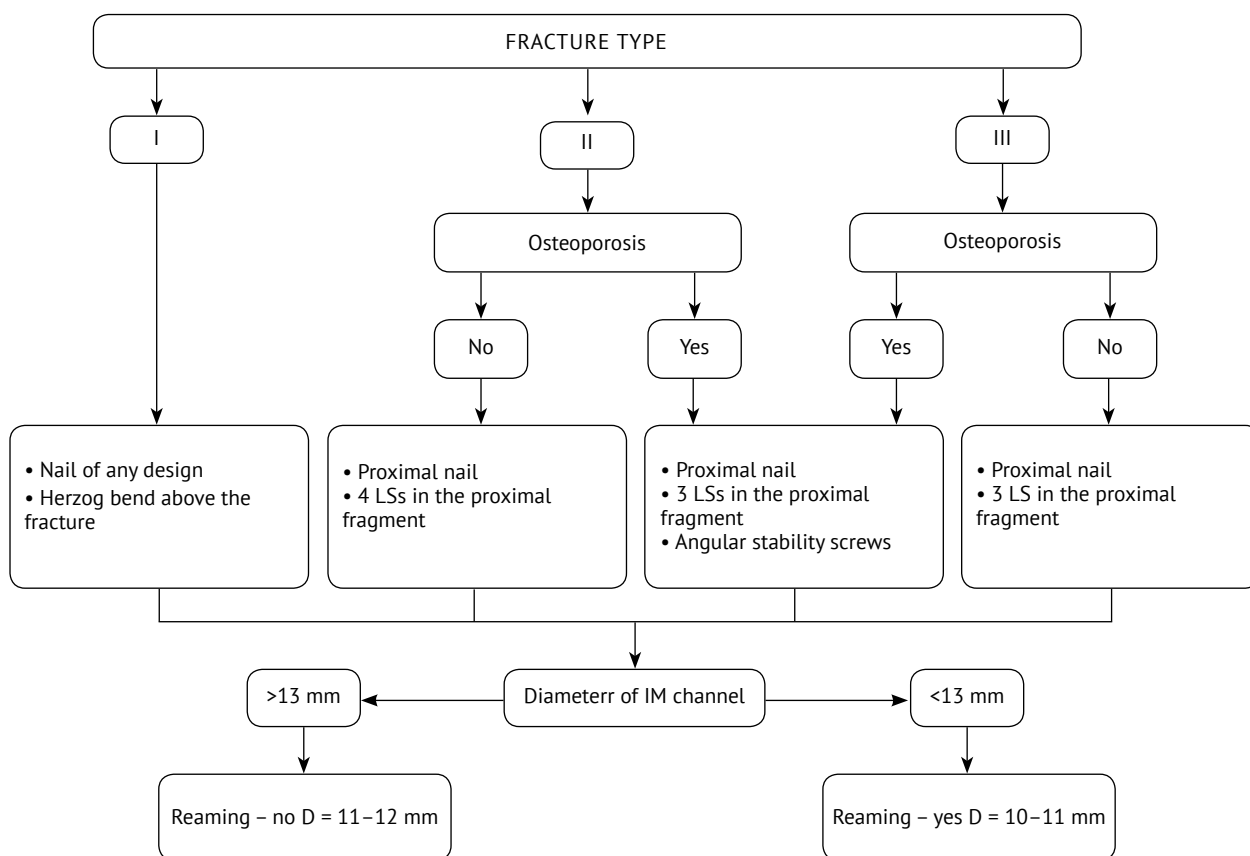 FRACTURE TYPE
I
II
III
Osteoporosis
Osteoporosis
No
Yes
Yes
No
• Nail of any design
• Herzog bend above the
fracture
• Proximal nail
• 4 LSs in the proximal
fragment
• Proximal nail
• 3 LSs in the proximal
fragment
• Angular stability screws
• Proximal nail
• 3 LS in the proximal
fragment
>13 mm
Diameterr of IM channel
<13 mm
Reaming – no D = 11–12 mm
Reaming – yes D = 10–11 mm